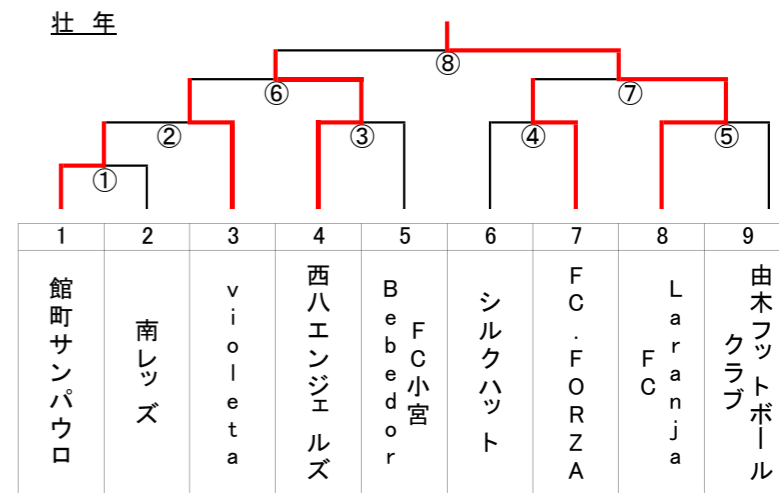 壮 年
⑧
⑥
⑦
②
③
④
⑤
①
1
2
3
4
5
6
7
8
9
館町サンパウロ
南レッズ
violeta
西八エンジェルズ
FC小宮
Bebedor
シルクハット
FC.FORZA
Laranja
FC
由木フットボール
クラブ